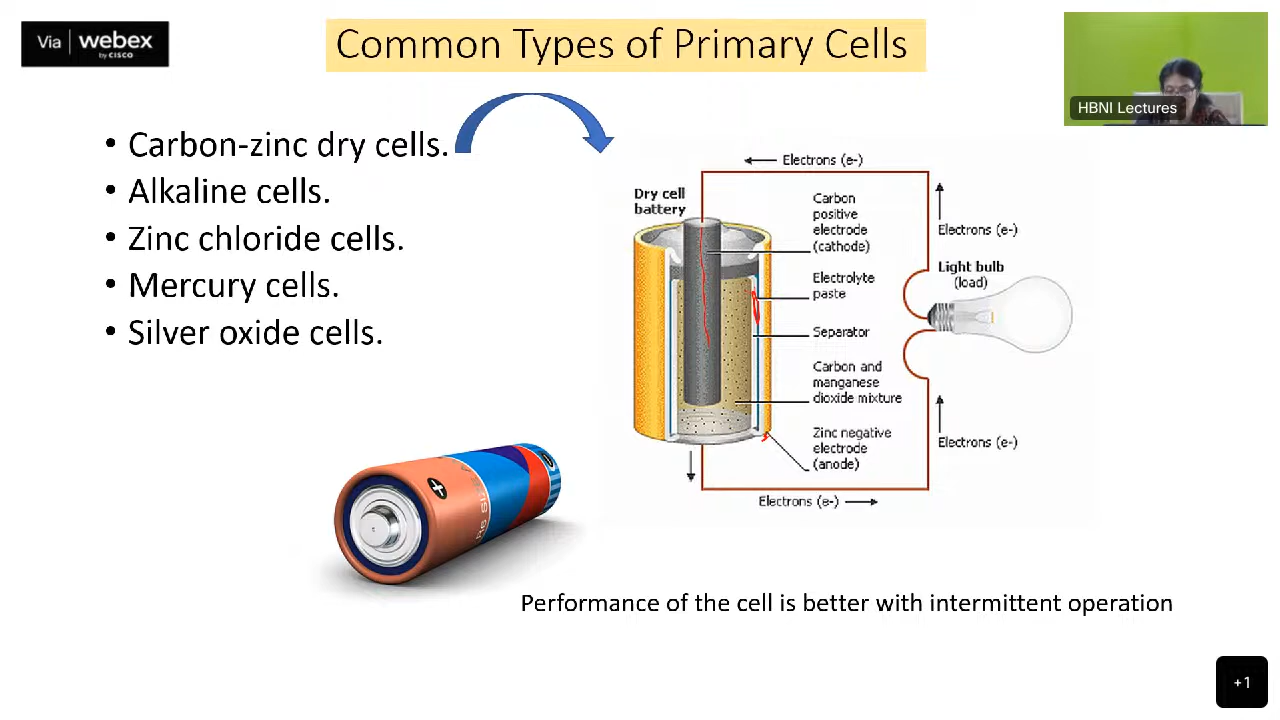 Via webex
by CISCO
Common Types of Primary Cells
HBNI Lectures
• Carbon-zinc dry cells.
• Alkaline cells.
• Zinc chloride cells.
• Mercury cells.
• Silver oxide cells.
Electrons (e-)
Dry cell
battery
Carbon
positive
electrode
(cathode)
Electrons (e-)
Electrolyte
paste
Light bulb
(load)
Separator
Carbon and
manganese
dioxide mixture
Zinc negative
electrode
(anode)
Electrons (e-)
Electrons (e-)
+
Performance of the cell is better with intermittent operation
+1